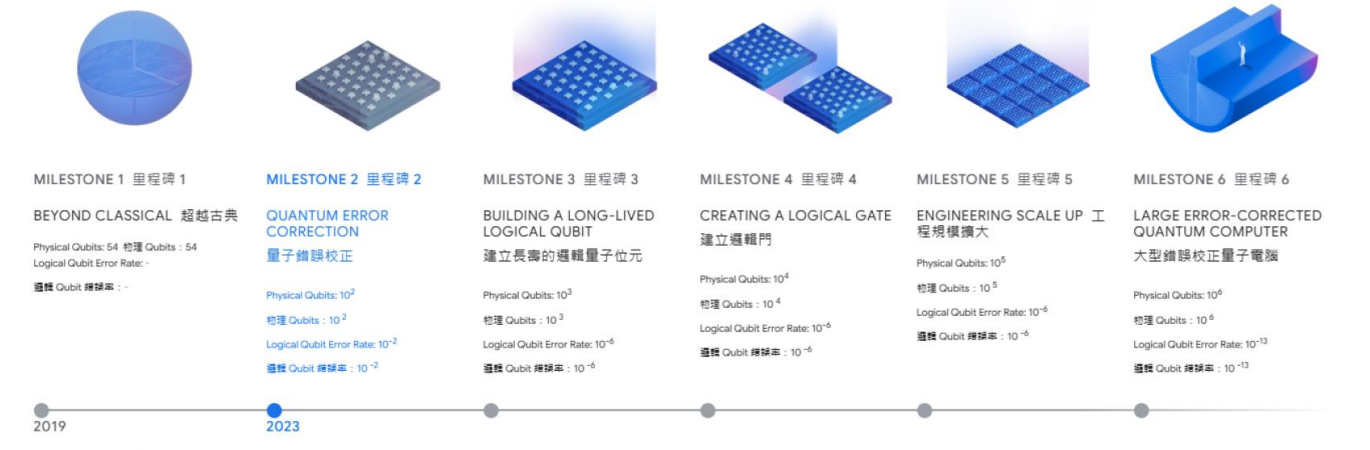 MILESTONE 1 里程碑 1
BEYOND CLASSICAL 超越古典
Physical Qubits: 54 物理 Qubits：54
Logical Qubit Error Rate: -
邏輯 Qubit 錯誤率：-
2019
MILESTONE 2 里程碑 2
QUANTUM ERROR
CORRECTION
量子錯誤校正
Physical Qubits: 10²
物理 Qubits：10 ²
Logical Qubit Error Rate: 10⁻²
邏輯 Qubit 錯誤率：10 ⁻²
2023
MILESTONE 3 里程碑 3
BUILDING A LONG-LIVED
LOGICAL QUBIT
建立長壽的邏輯量子位元
Physical Qubits: 10³
物理 Qubits：10 ³
Logical Qubit Error Rate: 10⁻⁶
邏輯 Qubit 錯誤率：10 ⁻⁶
MILESTONE 4 里程碑 4
CREATING A LOGICAL GATE
建立邏輯門
Physical Qubits: 10⁴
物理 Qubits：10 ⁴
Logical Qubit Error Rate: 10⁻⁶
邏輯 Qubit 錯誤率：10 ⁻⁶
MILESTONE 5 里程碑 5
ENGINEERING SCALE UP 工
程規模擴大
Physical Qubits: 10⁵
物理 Qubits：10 ⁵
Logical Qubit Error Rate: 10⁻⁶
邏輯 Qubit 錯誤率：10 ⁻⁶
MILESTONE 6 里程碑 6
LARGE ERROR-CORRECTED
QUANTUM COMPUTER
大型錯誤校正量子電腦
Physical Qubits: 10⁶
物理 Qubits：10 ⁶
Logical Qubit Error Rate: 10⁻¹³
邏輯 Qubit 錯誤率：10 ⁻¹³